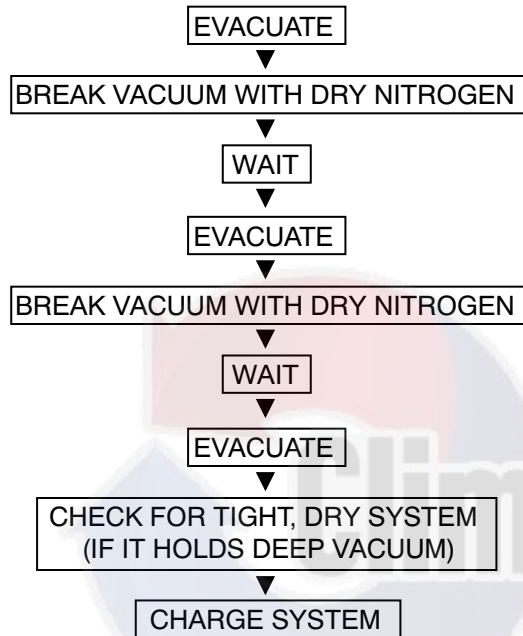 EVACUATE
BREAK VACUUM WITH DRY NITROGEN
WAIT
EVACUATE
BREAK VACUUM WITH DRY NITROGEN
WAIT
EVACUATE
CHECK FOR TIGHT, DRY SYSTEM
(IF IT HOLDS DEEP VACUUM)
CHARGE SYSTEM
Clim